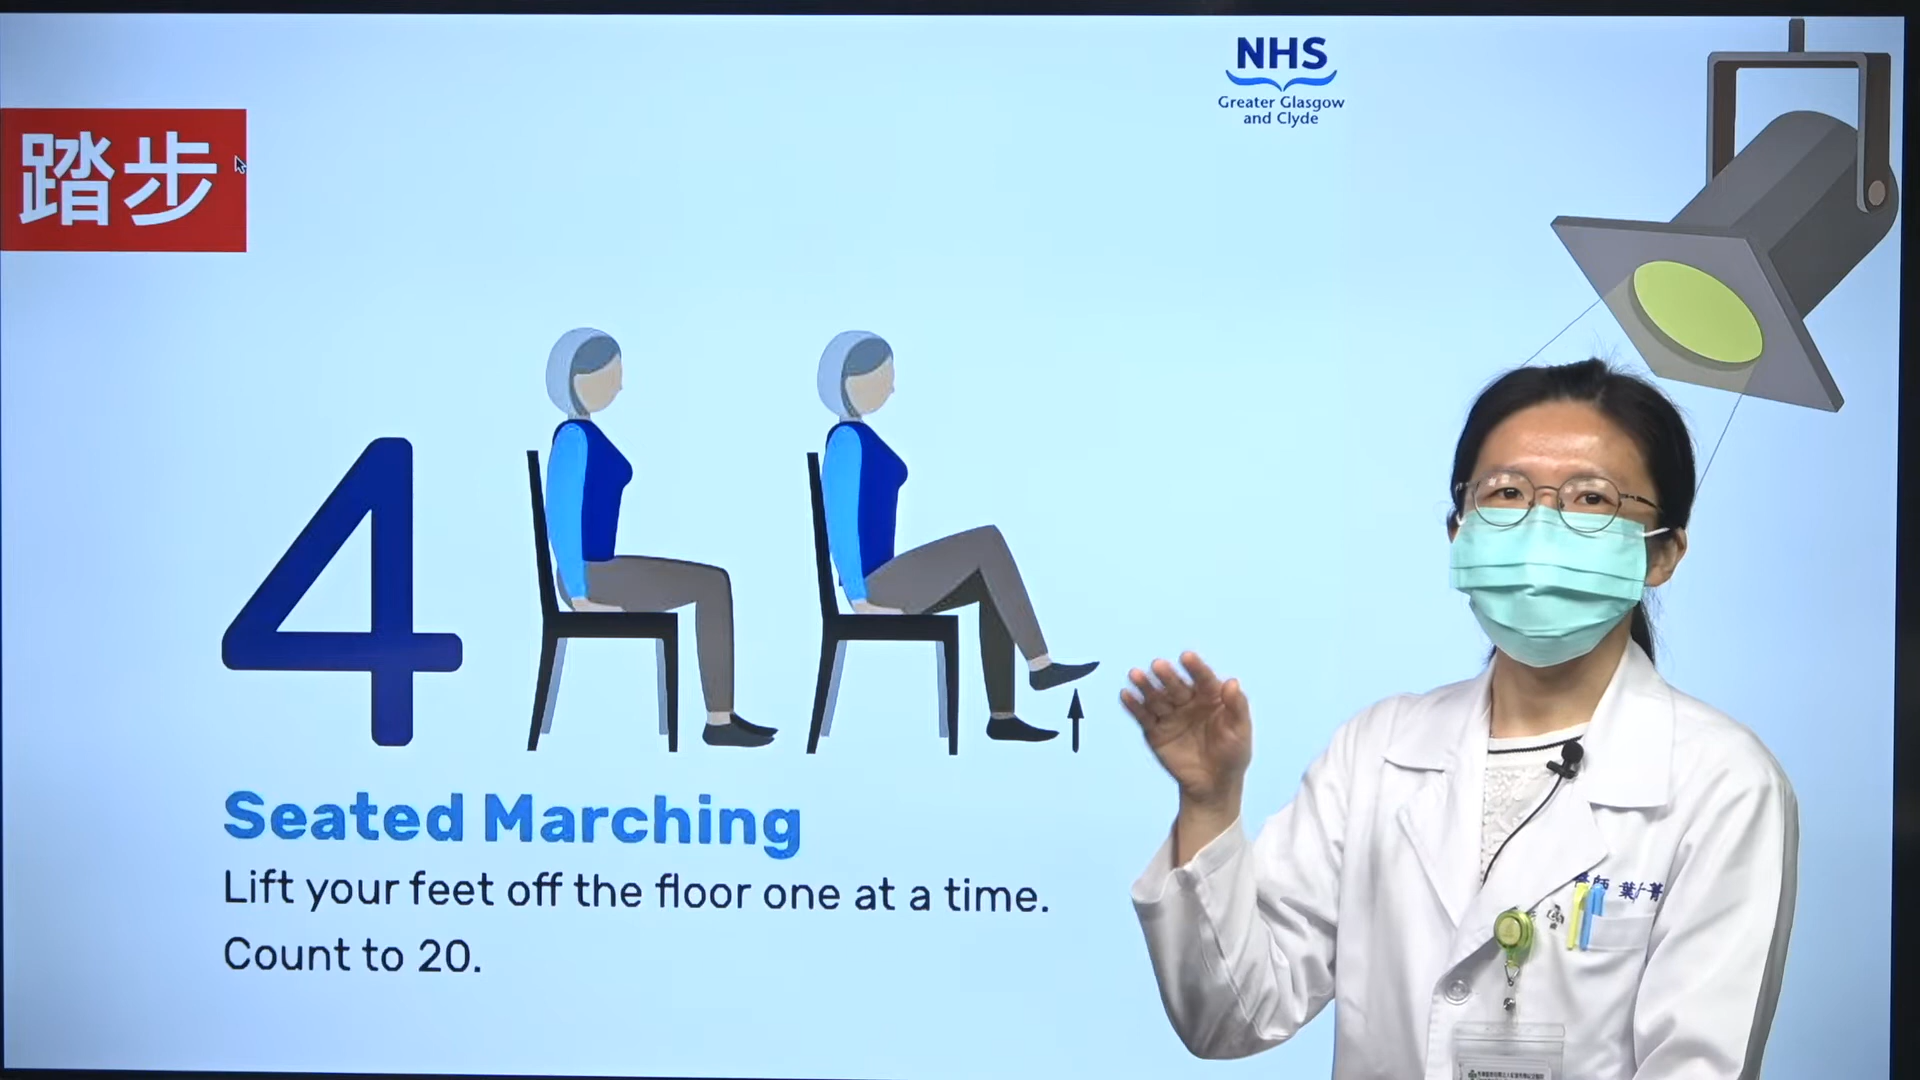 NHS
Greater Glasgow
and Clyde
踏步
4
Seated Marching
Lift your feet off the floor one at a time.
Count to 20.